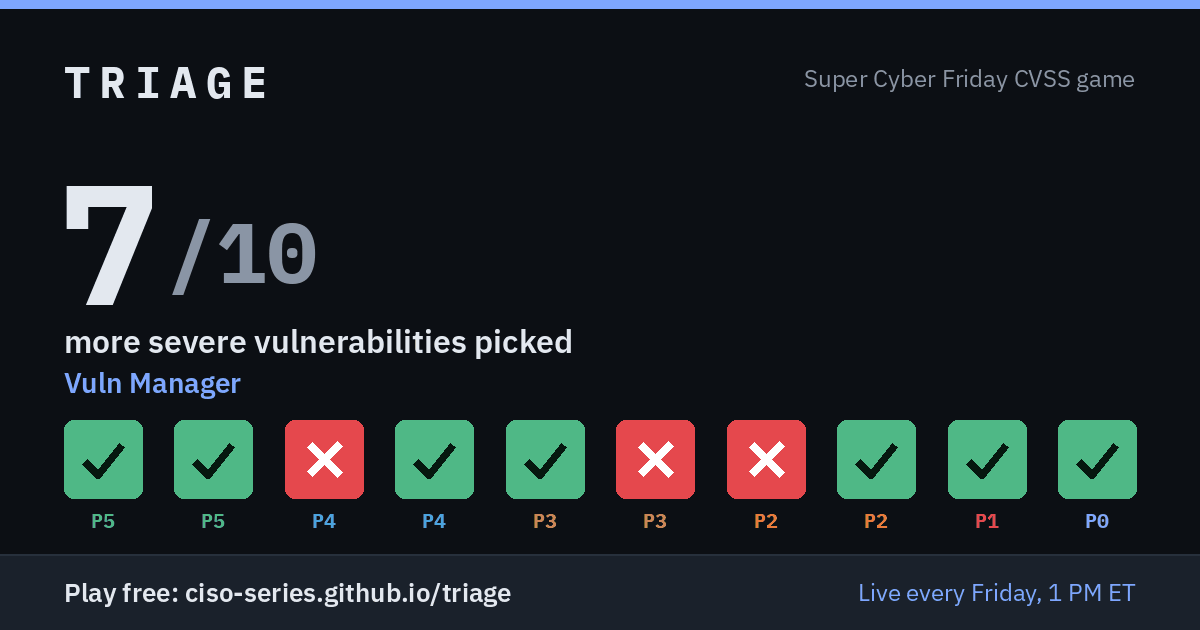 TRIAGE
Super Cyber Friday CVSS game
7/10
more severe vulnerabilities picked
Vuln Manager
P5 P5 P4 P4 P3 P3 P2 P2 P1 P0
Play free: ciso-series.github.io/triage
Live every Friday, 1 PM ET